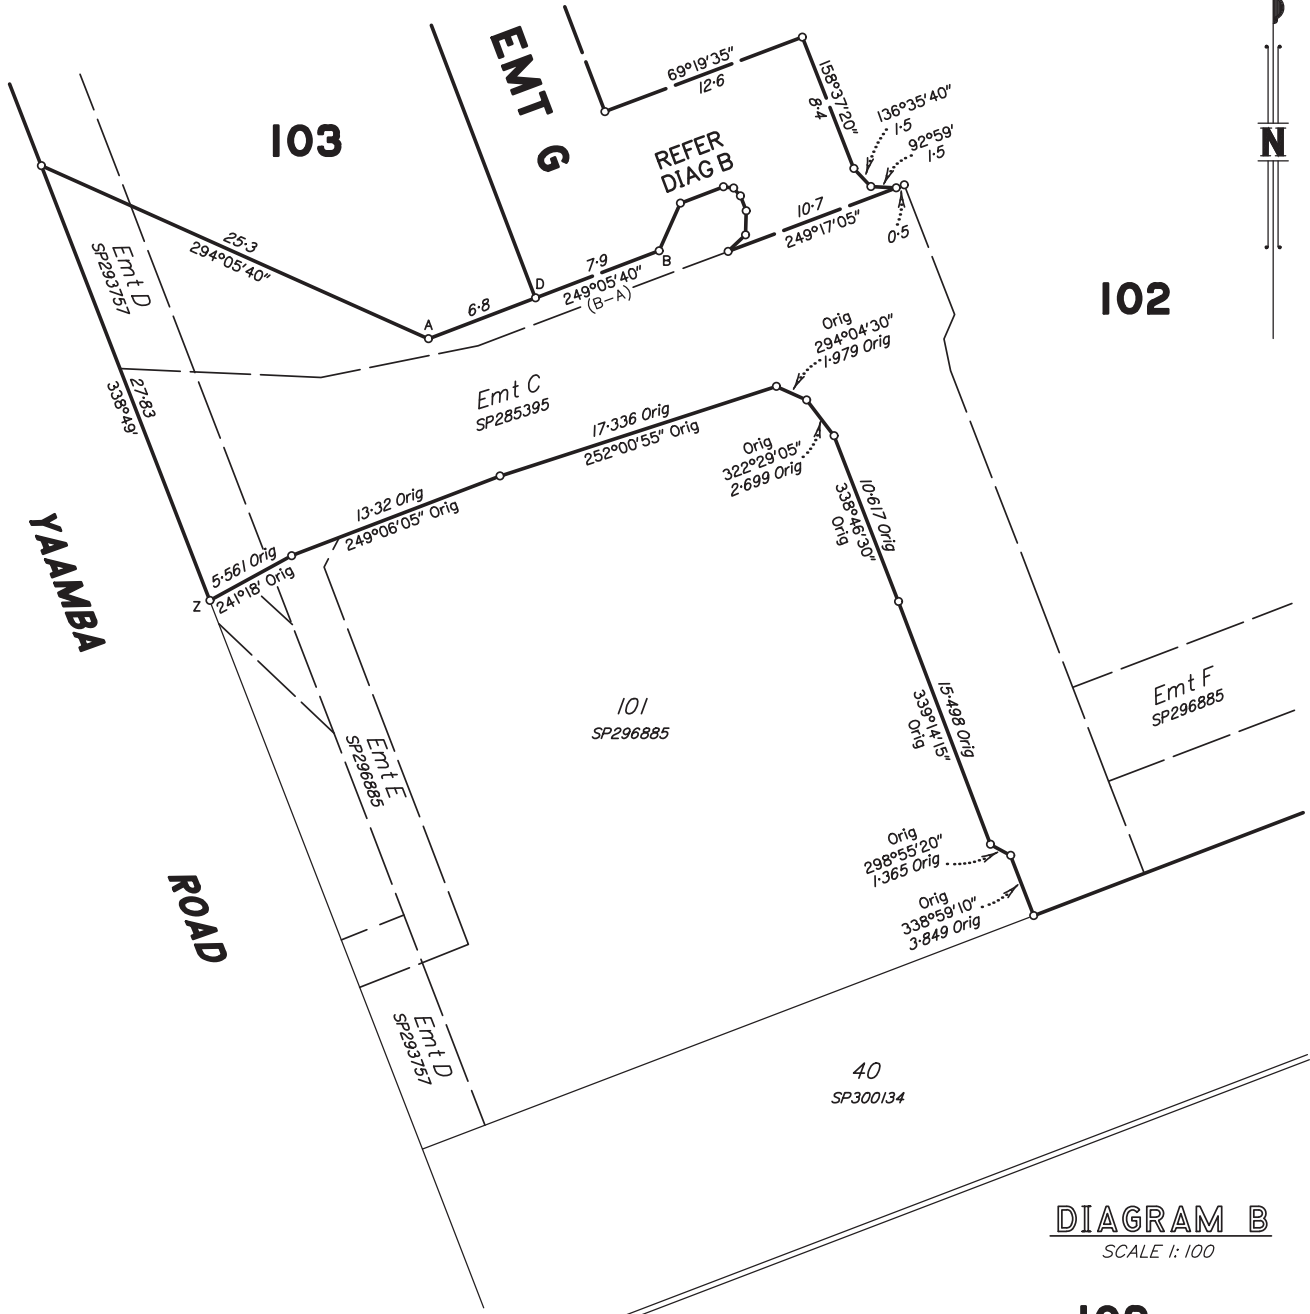 EMT G
69°19'35"
12·6
158°37'20"
8·4
136°35'40"
1·5
92°59'
1·5
N
103
REFER
DIAG B
10·7
249°17'05"
0·5
25·3
294°05'40"
Emt D
SP293757
6·8
7·9
249°05'40"
(B–A)
A
D
B
102
Orig
294°04'30"
1·979 Orig
27·83
338°49'
Emt C
SP285395
17·336 Orig
252°00'55" Orig
Orig
322°29'05"
2·699 Orig
13·32 Orig
249°06'05" Orig
10·617 Orig
338°46'30"
Orig
5·561 Orig
241°18' Orig
Z
YAAMBA
ROAD
101
SP296885
15·498 Orig
339°14'15"
Orig
Emt F
SP296885
Emt E
SP296885
Orig
298°55'20"
1·365 Orig
Orig
338°59'10"
3·849 Orig
Emt D
SP293757
40
SP300134
DIAGRAM B
SCALE 1: 100